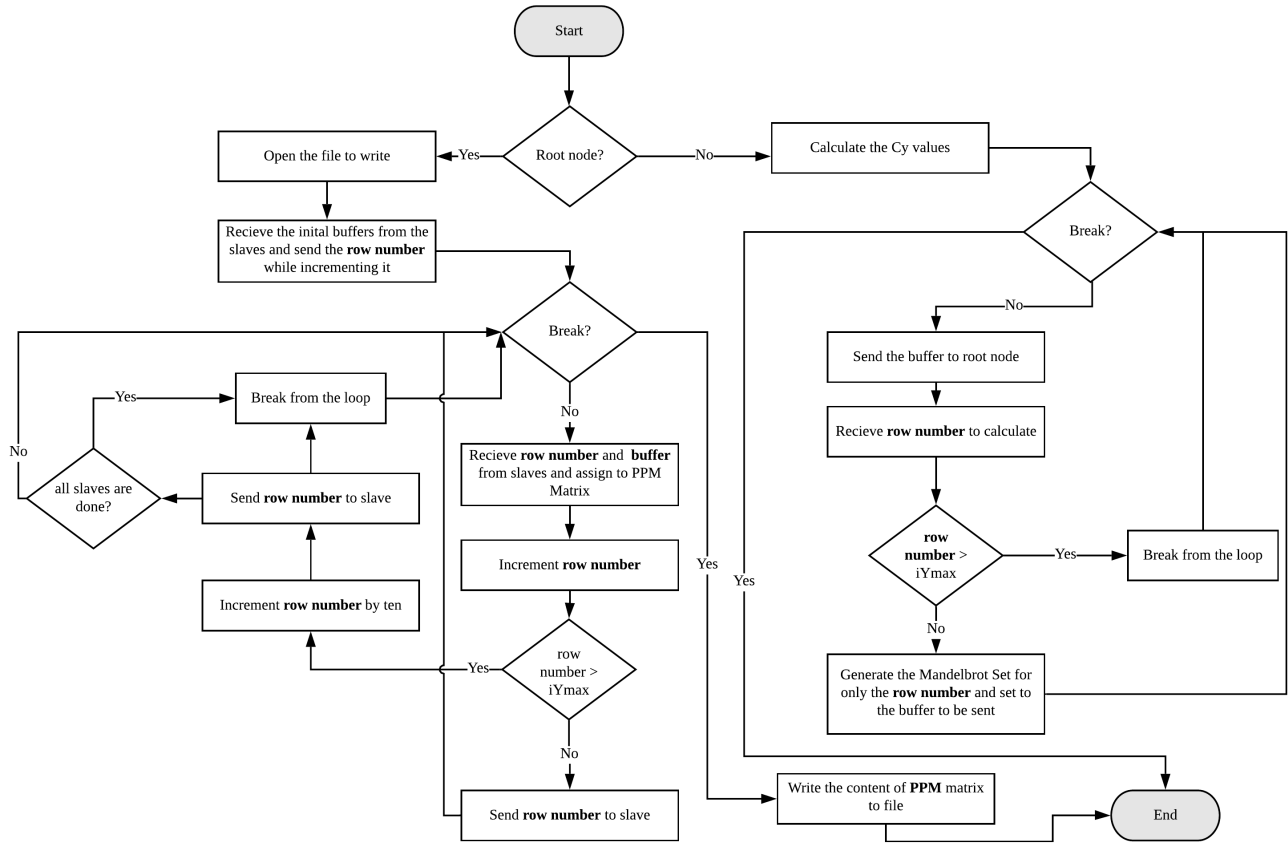 Start
Root node?
Yes
No
Open the file to write
Calculate the Cy values
Recieve the inital buffers from the
slaves and send the row number
while incrementing it
Break?
No
Break?
Send the buffer to root node
Yes
Break from the loop
No
Recieve row number to calculate
No
Recieve row number and buffer
from slaves and assign to PPM
Matrix
all slaves are
done?
Send row number to slave
row
number >
iYmax
Yes
Break from the loop
Increment row number
Yes
Yes
Increment row number by ten
No
row
number >
iYmax
Yes
Generate the Mandelbrot Set for
only the row number and set to
the buffer to be sent
No
Write the content of PPM matrix
to file
Send row number to slave
End